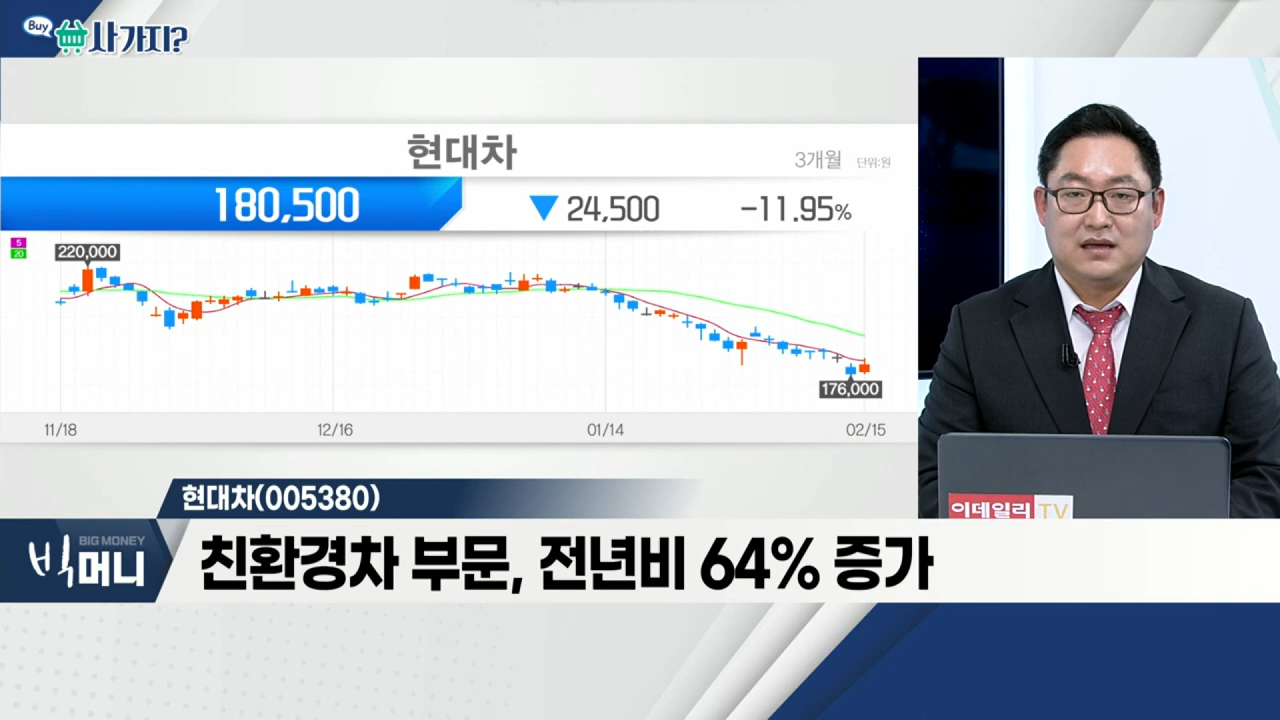 Buy
사가지?
현대차
3개월 단위:원
180,500 ▼24,500 -11.95%
5
20
220,000
176,000
11/18 12/16 01/14 02/15
현대차(005380)
이데일리 TV
BIG MONEY
빅머니
친환경차 부문, 전년비 64% 증가